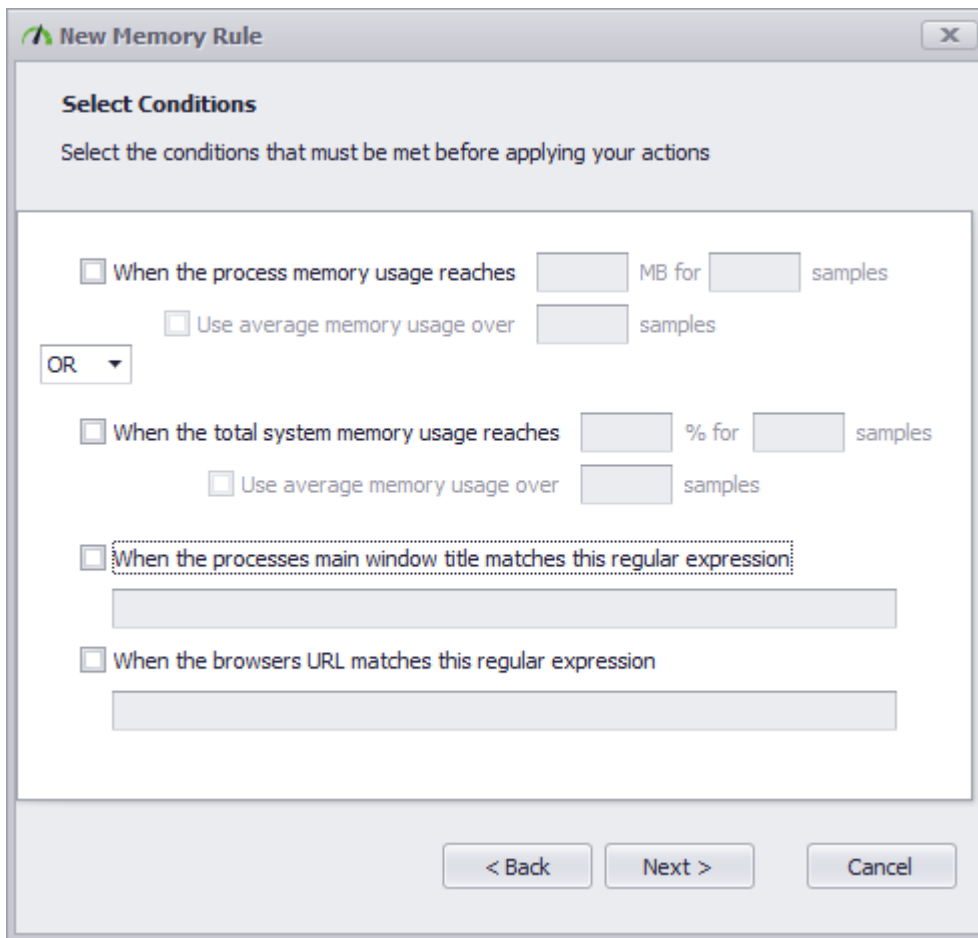 New Memory Rule
Select Conditions
Select the conditions that must be met before applying your actions
When the process memory usage reaches MB for samples
Use average memory usage over samples
OR
When the total system memory usage reaches % for samples
Use average memory usage over samples
When the processes main window title matches this regular expression
When the browsers URL matches this regular expression
< Back Next > Cancel